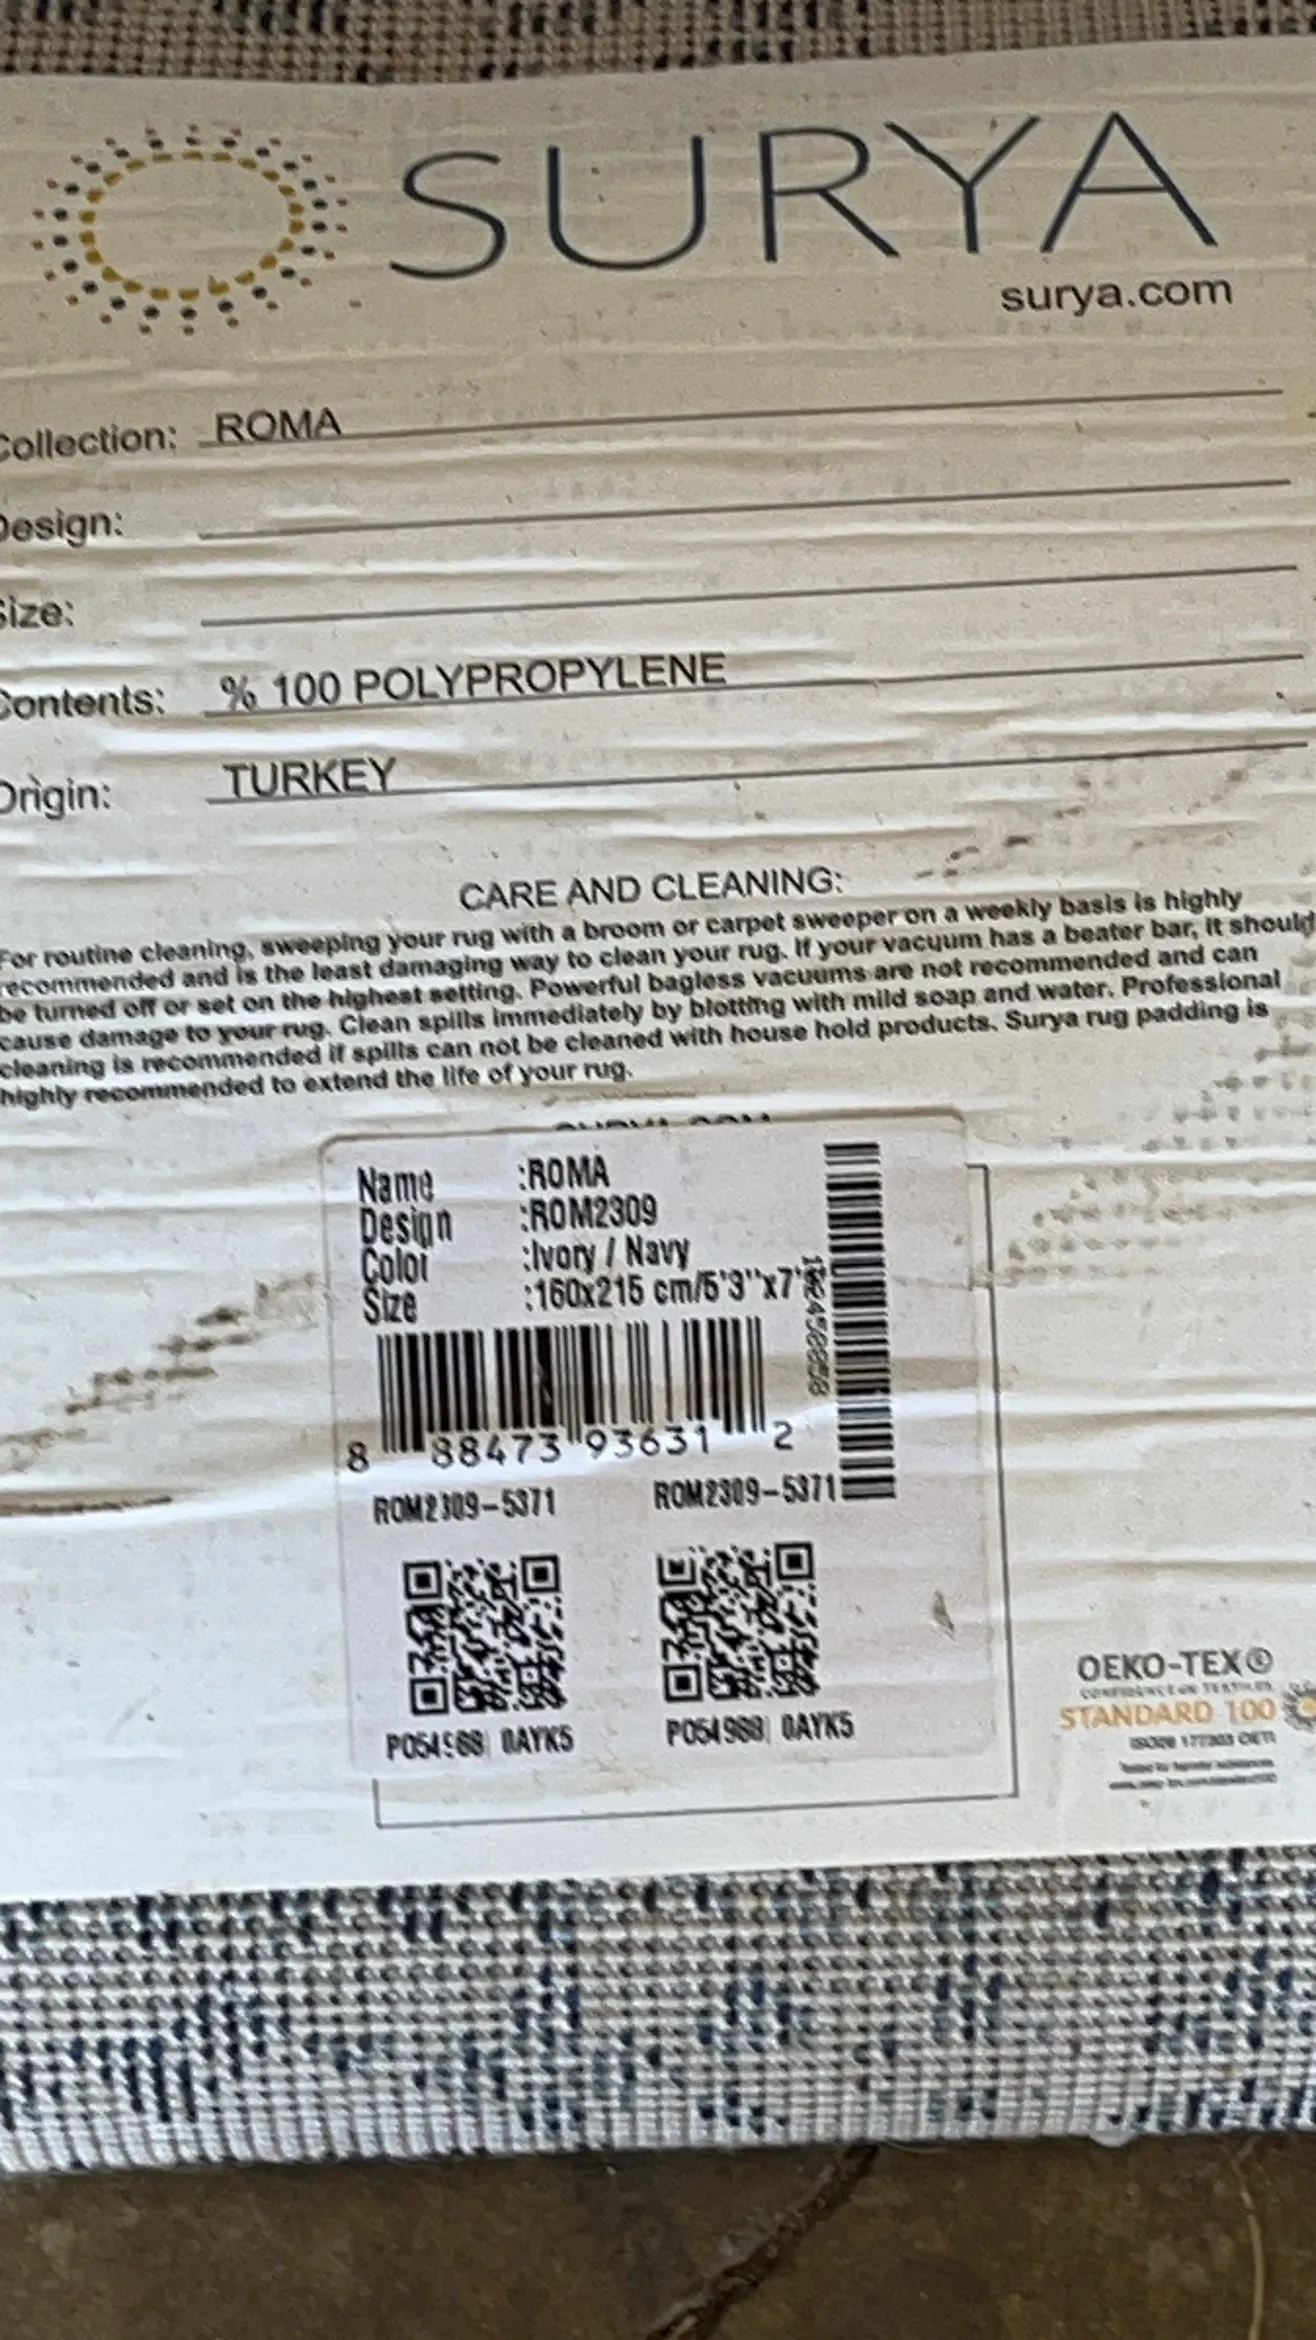 SURYA
surya.com
Collection: ROMA
Design:
Size:
Contents: % 100 POLYPROPYLENE
Origin: TURKEY
CARE AND CLEANING:
For routine cleaning, sweeping your rug with a broom or carpet sweeper on a weekly basis is highly
recommended and is the least damaging way to clean your rug. If your vacuum has a beater bar, it should
be turned off or set on the highest setting. Powerful bagless vacuums are not recommended and can
cause damage to your rug. Clean spills immediately by blotting with mild soap and water. Professional
cleaning is recommended if spills can not be cleaned with house hold products. Surya rug padding is
highly recommended to extend the life of your rug.
Name :ROMA
Design :ROM2309
Color :Ivory / Navy
Size :160x215 cm/5'3"x7'
8 88473 93631 2
ROM2309-5371 ROM2309-5371
PO54988 0AYK5 PO54988 0AYK5
OEKO-TEX®
CONFIDENCE IN TEXTILES
STANDARD 100